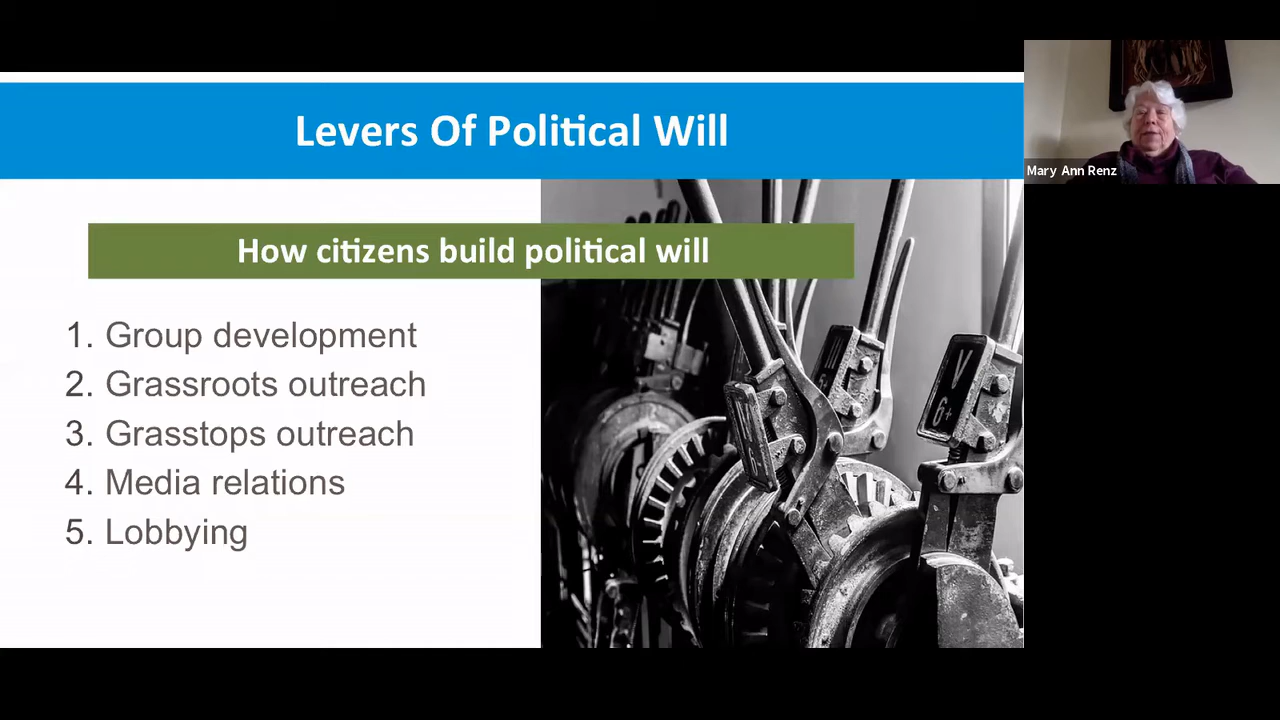 Levers Of Political Will
How citizens build political will
1. Group development
2. Grassroots outreach
3. Grasstops outreach
4. Media relations
5. Lobbying
V
6+
Mary Ann Renz